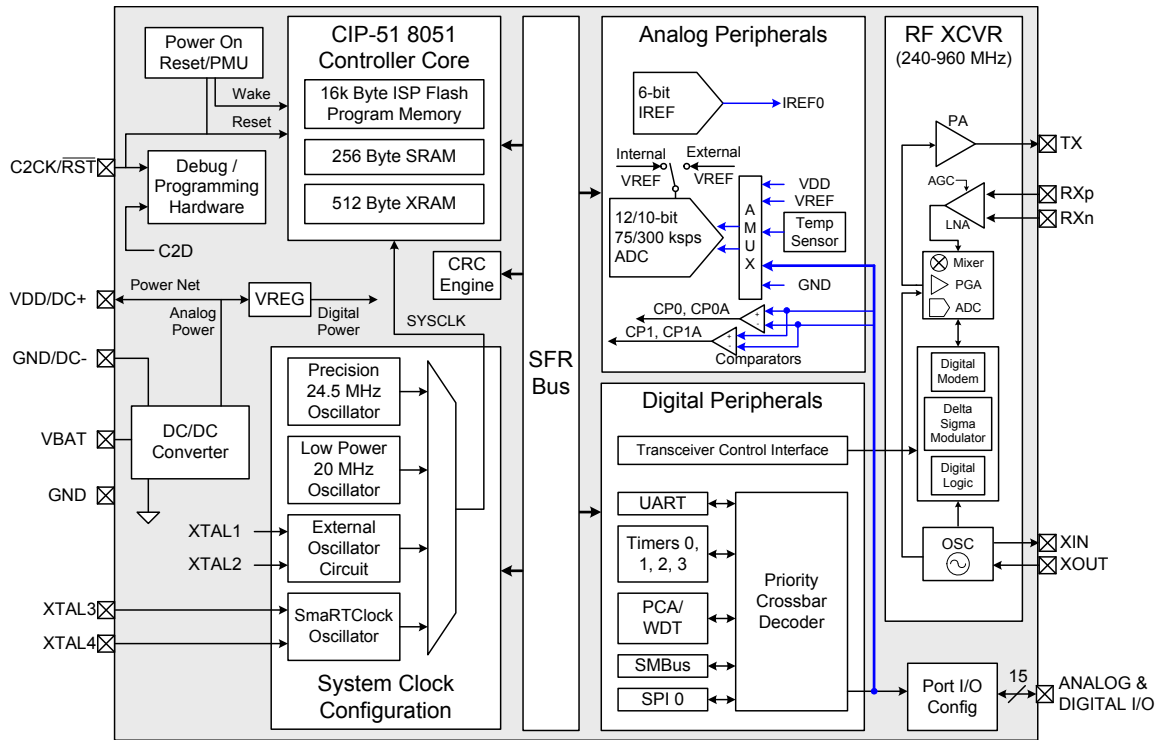 Power On
Reset/PMU
Wake
Reset
C2CK/RST
Debug /
Programming
Hardware
C2D
CIP-51 8051
Controller Core
16k Byte ISP Flash
Program Memory
256 Byte SRAM
512 Byte XRAM
CRC
Engine
VDD/DC+
Power Net
VREG
Analog
Power
Digital
Power
SYSCLK
GND/DC-
VBAT
DC/DC
Converter
GND
XTAL1
XTAL2
XTAL3
XTAL4
Precision
24.5 MHz
Oscillator
Low Power
20 MHz
Oscillator
External
Oscillator
Circuit
SmaRTClock
Oscillator
System Clock
Configuration
SFR
Bus
Analog Peripherals
6-bit
IREF
IREF0
Internal
VREF
External
VREF
12/10-bit
75/300 ksps
ADC
A
M
U
X
VDD
VREF
Temp
Sensor
GND
CP0, CP0A
+
-
CP1, CP1A
+
-
Comparators
Digital Peripherals
Transceiver Control Interface
UART
Timers 0,
1, 2, 3
PCA/
WDT
SMBus
SPI 0
Priority
Crossbar
Decoder
RF XCVR
(240-960 MHz)
PA
TX
AGC
LNA
RXp
RXn
Mixer
PGA
ADC
Digital
Modem
Delta
Sigma
Modulator
Digital
Logic
OSC
XIN
XOUT
Port I/O
Config
15
ANALOG &
DIGITAL I/O